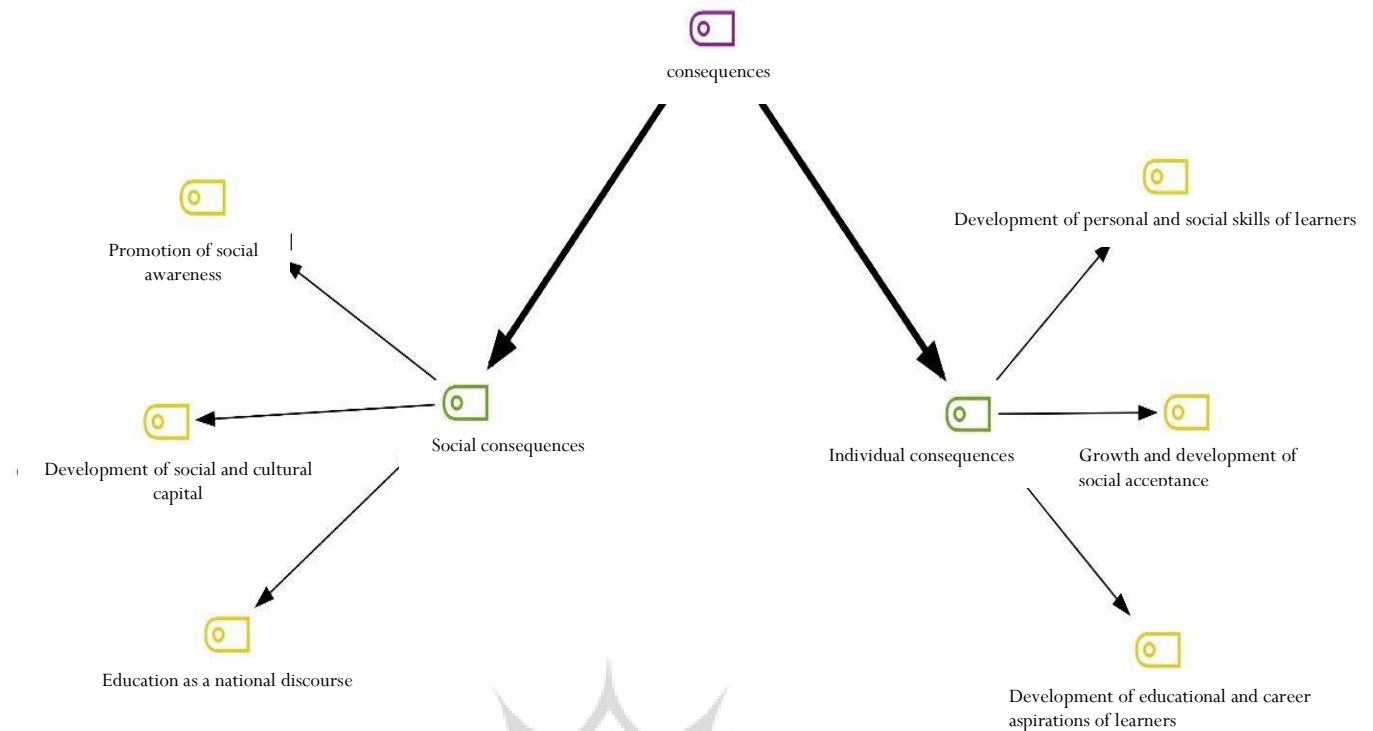 consequences
Development of personal and social skills of learners
Promotion of social
awareness
Social consequences
Individual consequences
Growth and development of
social acceptance
Development of social and cultural
capital
Education as a national discourse
Development of educational and career
aspirations of learners